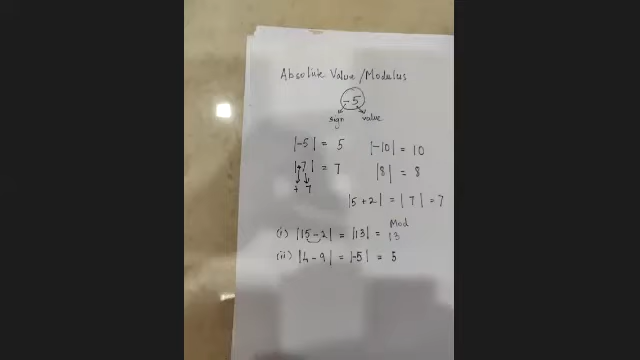 Absolute Value / Modulus
-5
sign value
|-5| = 5
|-10| = 10
|+7| = 7
+ 7
|8| = 8
|5 + 2| = |7| = 7
Mod
(i) |15 - 2| = |13| = 13
(ii) |4 - 9| = |-5| = 5